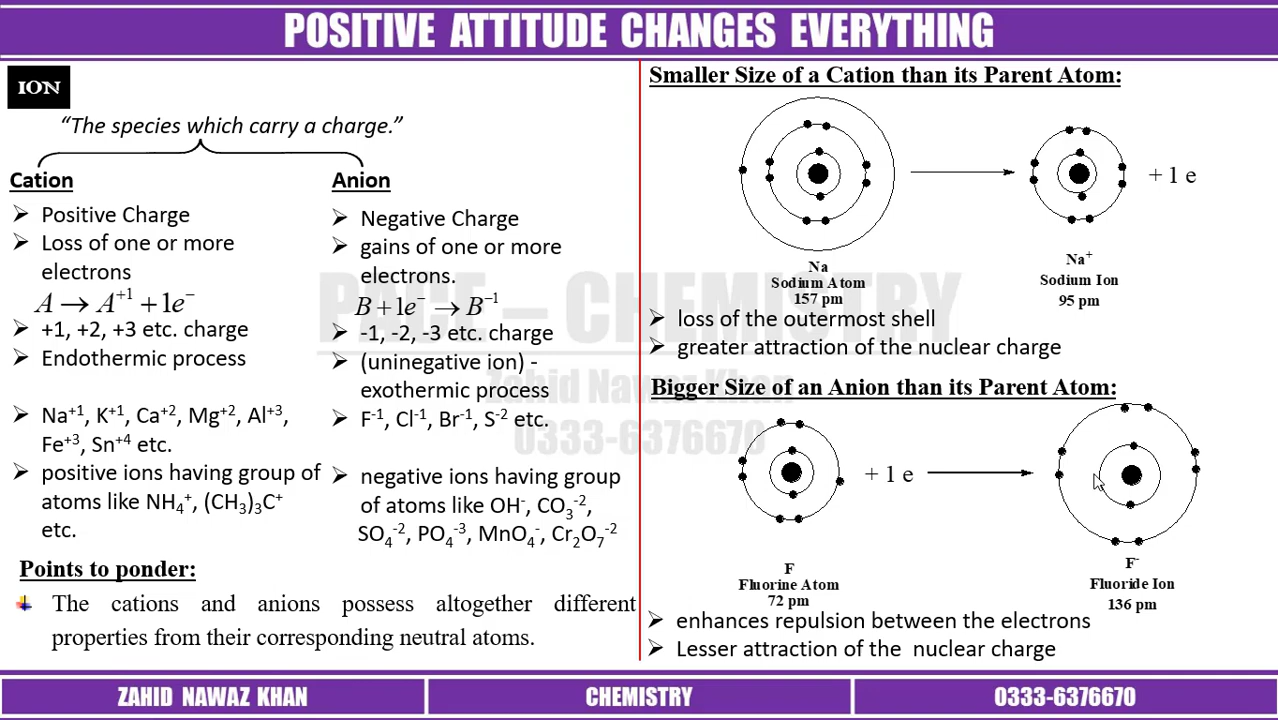 POSITIVE ATTITUDE CHANGES EVERYTHING
ION
“The species which carry a charge.”
Cation
➢ Positive Charge
➢ Loss of one or more
electrons
A → A⁺¹ + 1e⁻
➢ +1, +2, +3 etc. charge
➢ Endothermic process
➢ Na⁺¹, K⁺¹, Ca⁺², Mg⁺², Al⁺³,
Fe⁺³, Sn⁺⁴ etc.
➢ positive ions having group of
atoms like NH₄⁺, (CH₃)₃C⁺
etc.
Anion
➢ Negative Charge
➢ gains of one or more
electrons.
B + 1e⁻ → B⁻¹
➢ -1, -2, -3 etc. charge
➢ (uninegative ion) -
exothermic process
➢ F⁻¹, Cl⁻¹, Br⁻¹, S⁻² etc.
➢ negative ions having group
of atoms like OH⁻, CO₃⁻²,
SO₄⁻², PO₄⁻³, MnO₄⁻, Cr₂O₇⁻²
Points to ponder:
The cations and anions possess altogether different
properties from their corresponding neutral atoms.
Smaller Size of a Cation than its Parent Atom:
Na
Sodium Atom
157 pm
Na⁺
Sodium Ion
95 pm
+ 1 e
➢ loss of the outermost shell
➢ greater attraction of the nuclear charge
Bigger Size of an Anion than its Parent Atom:
+ 1 e
F
Fluorine Atom
72 pm
F⁻
Fluoride Ion
136 pm
➢ enhances repulsion between the electrons
➢ Lesser attraction of the nuclear charge
PACE – CHEMISTRY
Zahid Nawaz Khan
0333-6376670
ZAHID NAWAZ KHAN
CHEMISTRY
0333-6376670